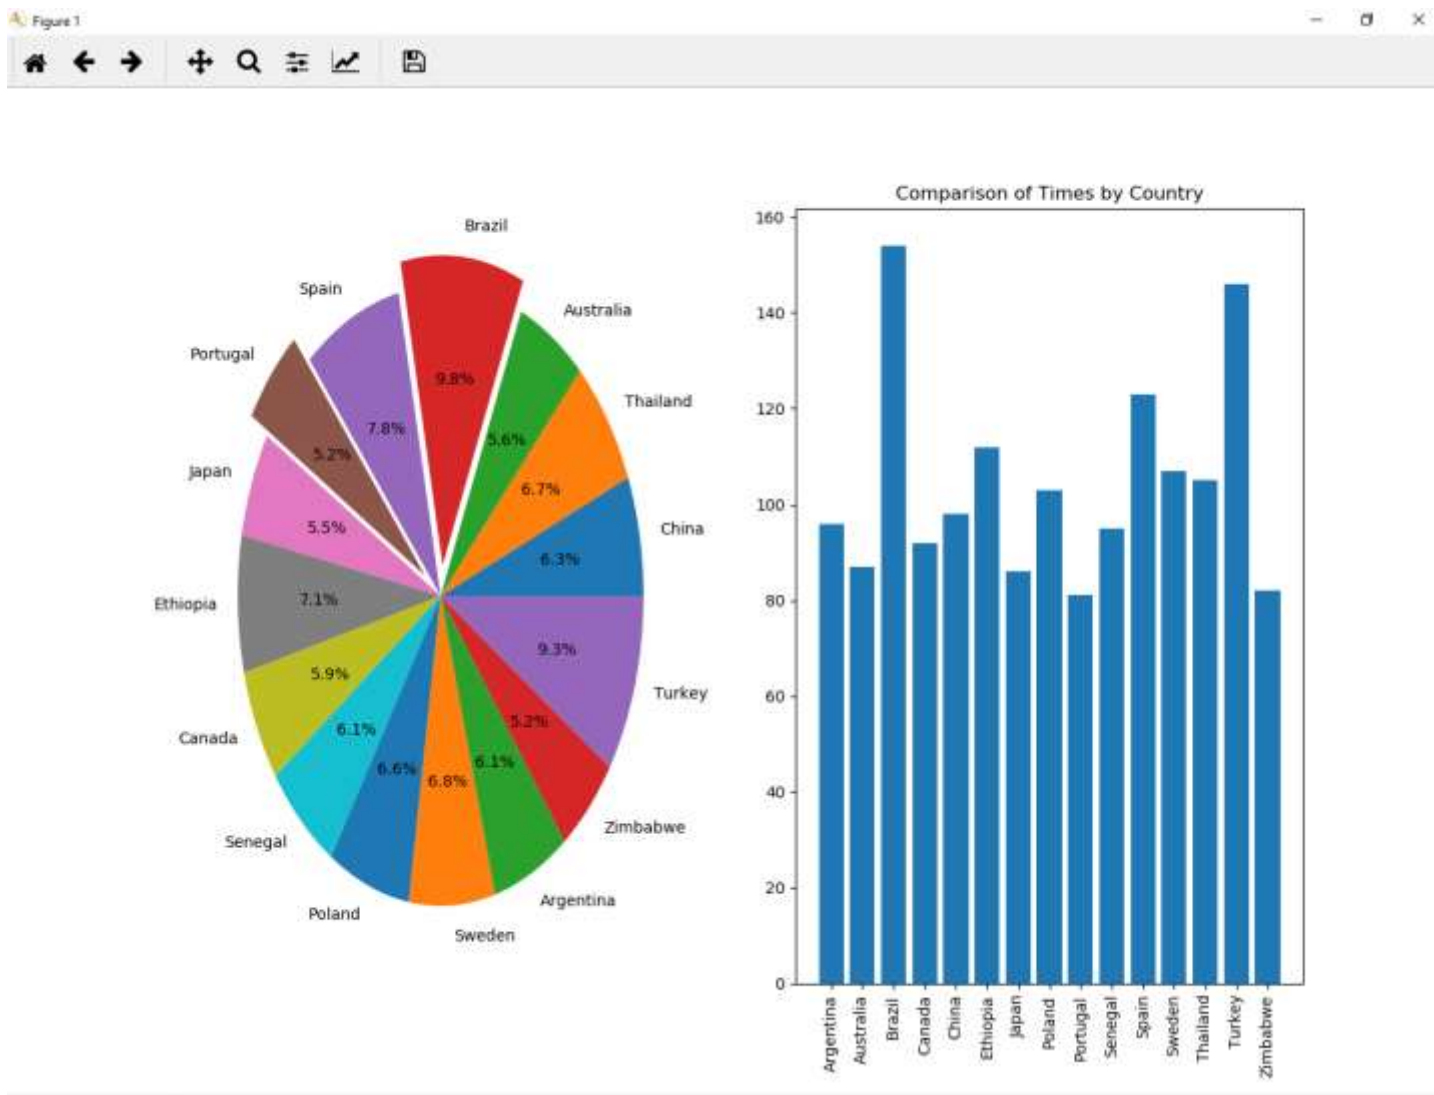 Figure 1
Brazil
Spain
Australia
Portugal
9.8%
Thailand
7.8%
5.6%
5.2%
Japan
6.7%
5.5%
China
6.3%
Ethiopia
7.1%
9.3%
5.9%
Turkey
6.1%
5.2%
Canada
6.6%
6.8%
6.1%
Zimbabwe
Senegal
Argentina
Poland
Sweden
Comparison of Times by Country
160
140
120
100
80
60
40
20
0
Argentina
Australia
Brazil
Canada
China
Ethiopia
Japan
Poland
Portugal
Senegal
Spain
Sweden
Thailand
Turkey
Zimbabwe